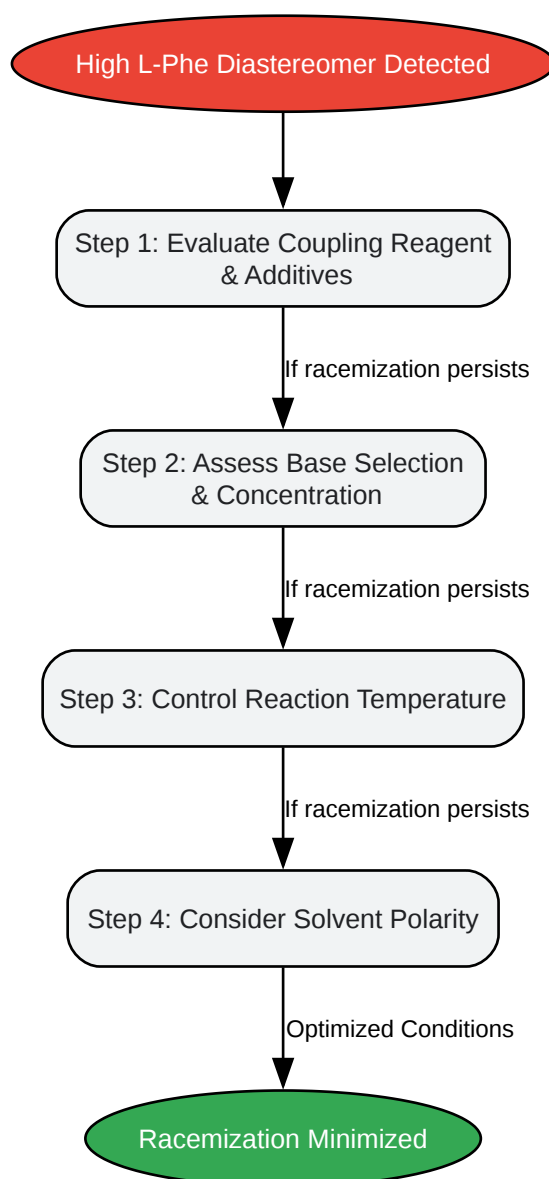 High L-Phe Diastereomer Detected
Step 1: Evaluate Coupling Reagent
& Additives
If racemization persists
Step 2: Assess Base Selection
& Concentration
If racemization persists
Step 3: Control Reaction Temperature
If racemization persists
Step 4: Consider Solvent Polarity
Optimized Conditions
Racemization Minimized